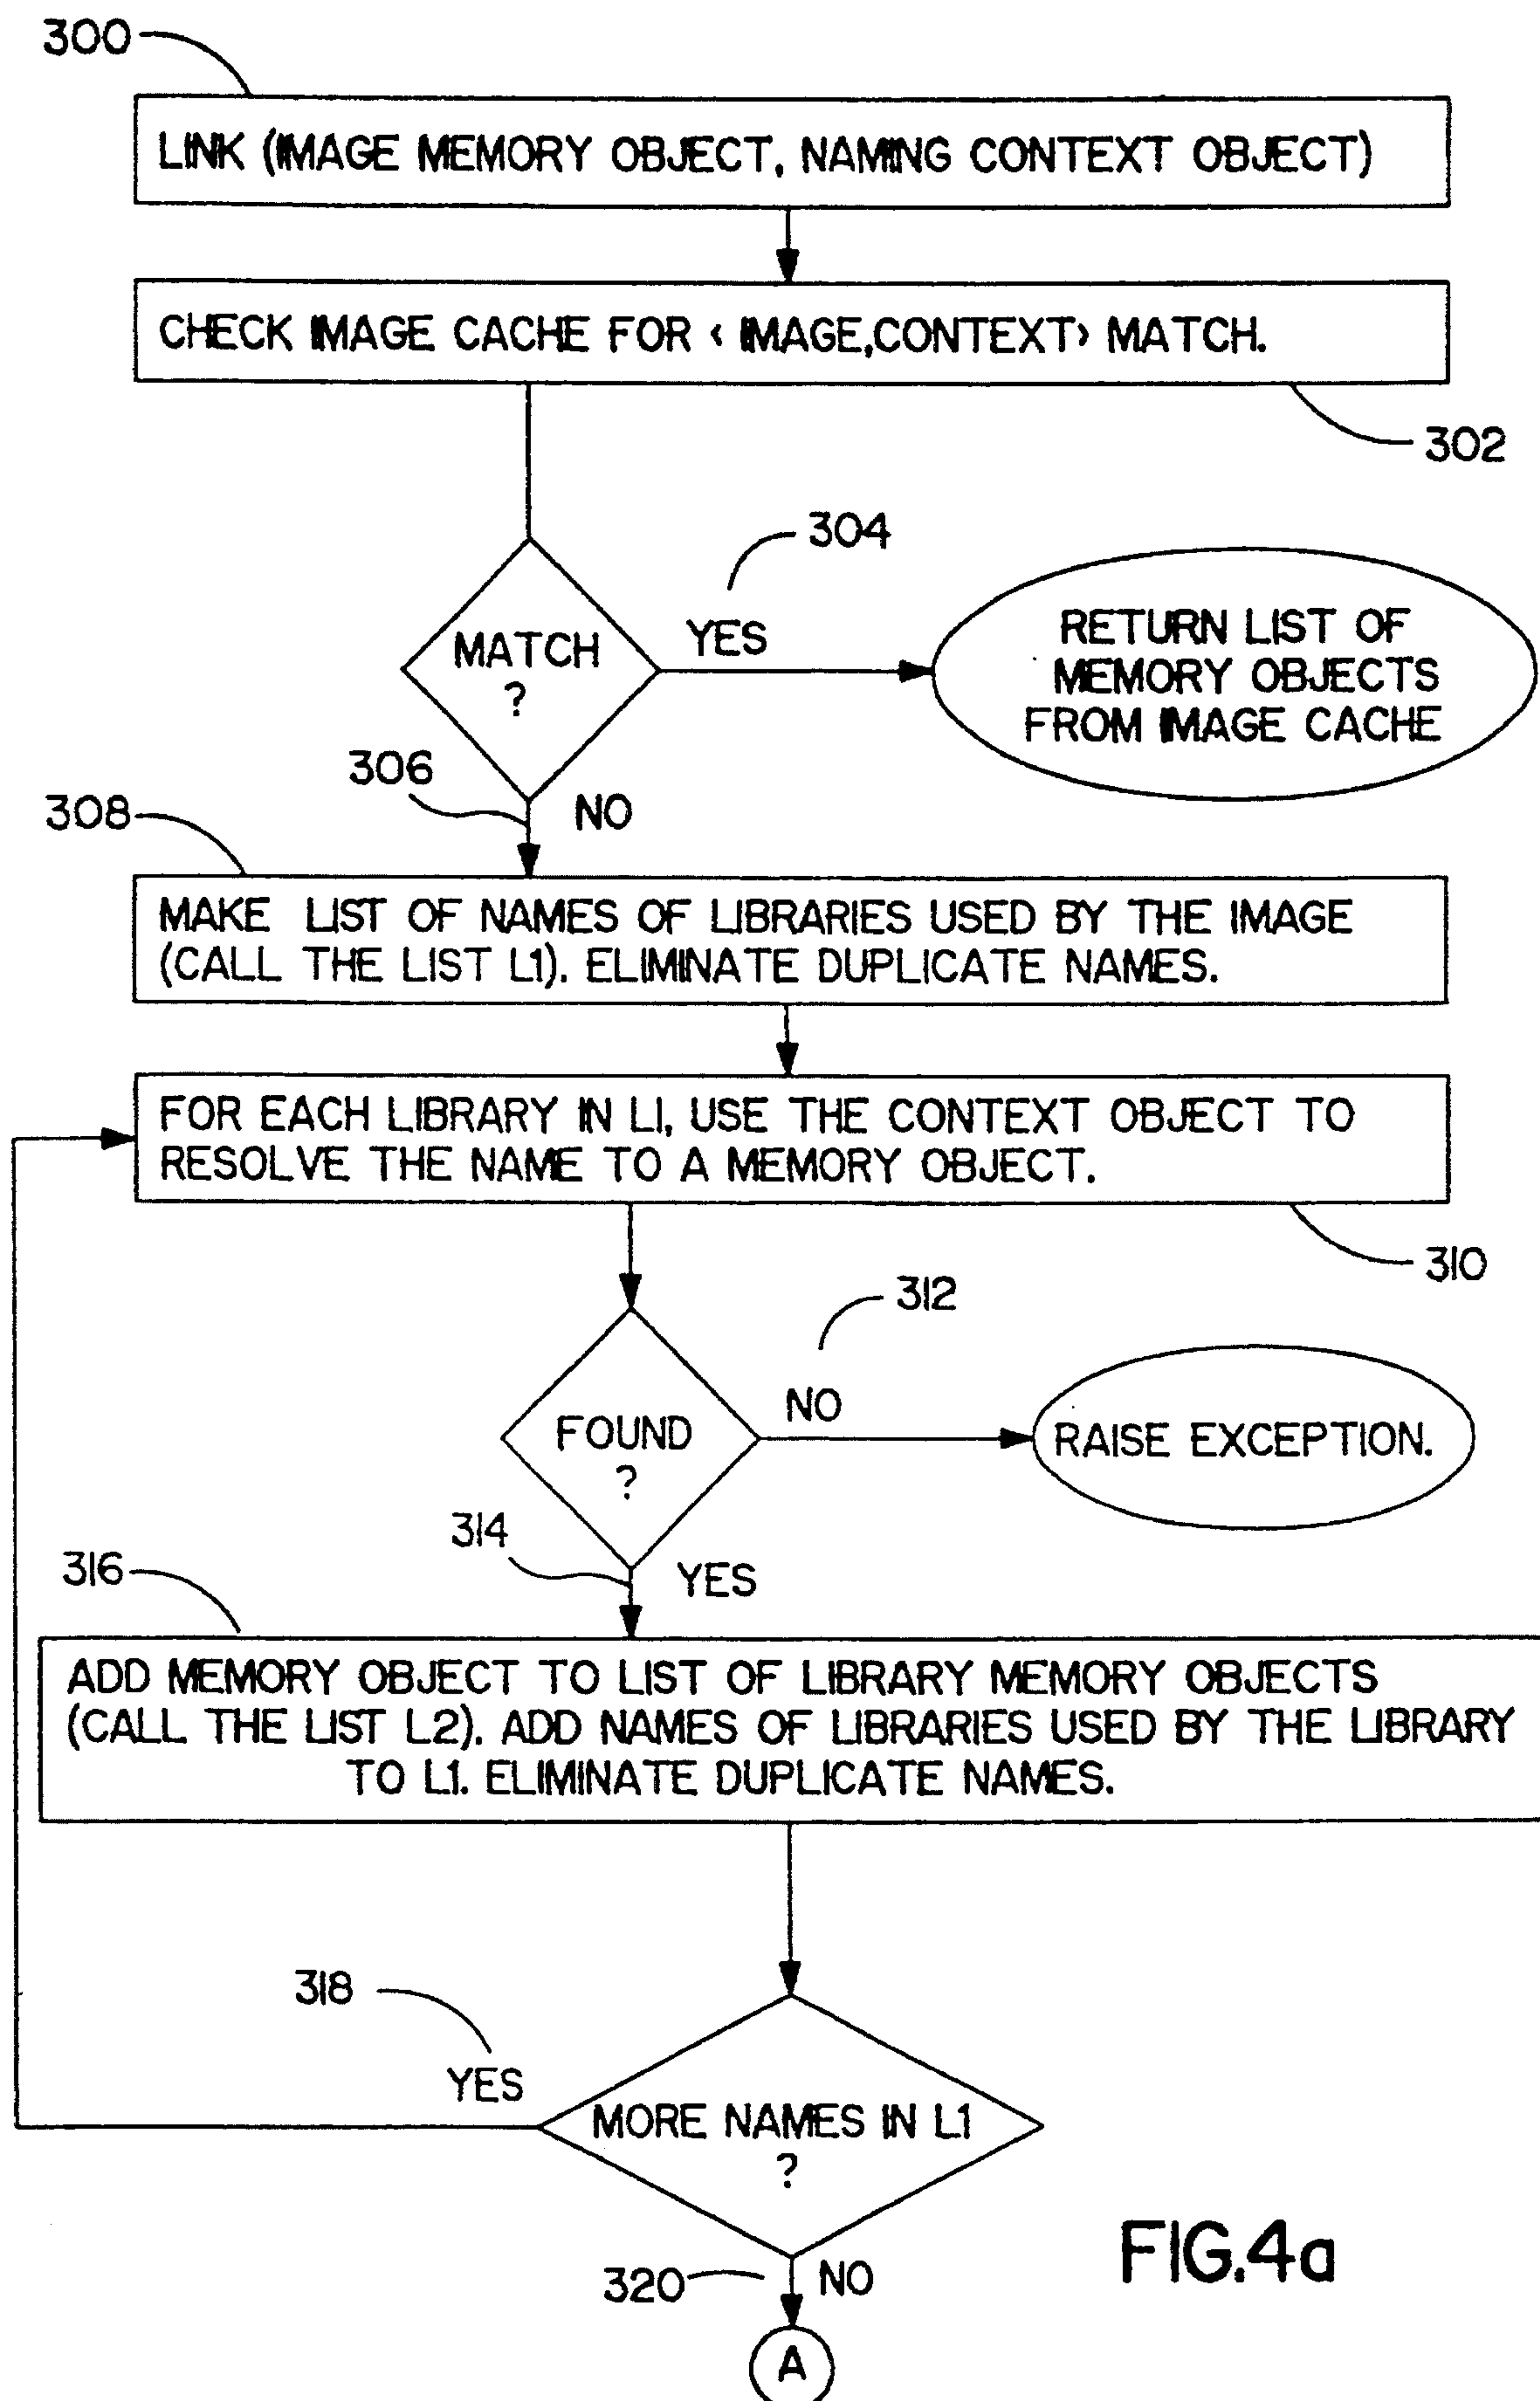 300
LINK (IMAGE MEMORY OBJECT, NAMING CONTEXT OBJECT)
CHECK IMAGE CACHE FOR < IMAGE,CONTEXT> MATCH.
302
304
MATCH
?
YES
RETURN LIST OF
MEMORY OBJECTS
FROM IMAGE CACHE
306
NO
308
MAKE LIST OF NAMES OF LIBRARIES USED BY THE IMAGE
(CALL THE LIST L1). ELIMINATE DUPLICATE NAMES.
FOR EACH LIBRARY IN L1, USE THE CONTEXT OBJECT TO
RESOLVE THE NAME TO A MEMORY OBJECT.
310
312
FOUND
?
NO
RAISE EXCEPTION.
314
YES
316
ADD MEMORY OBJECT TO LIST OF LIBRARY MEMORY OBJECTS
(CALL THE LIST L2). ADD NAMES OF LIBRARIES USED BY THE LIBRARY
TO L1. ELIMINATE DUPLICATE NAMES.
318
YES
MORE NAMES IN L1
?
320
NO
A
FIG.4a